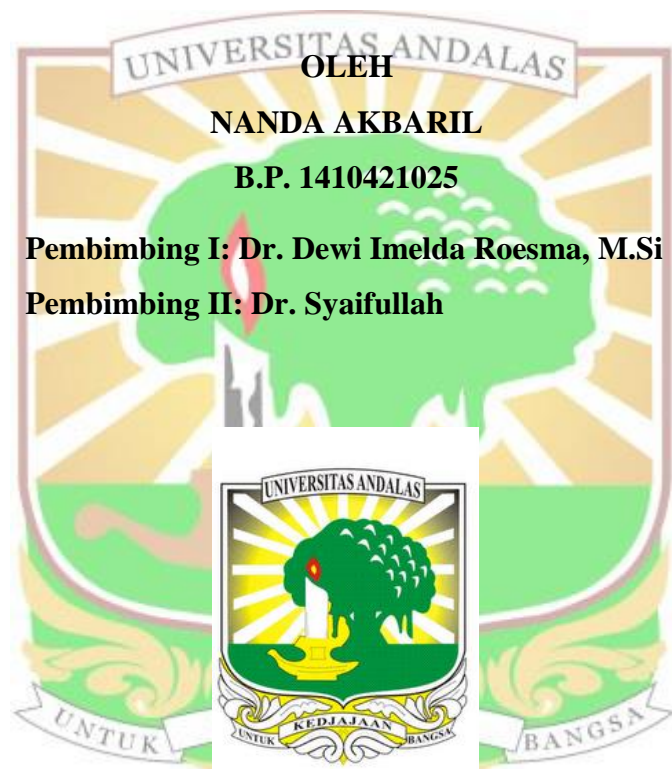 UNIVERSITAS ANDALAS
OLEH
NANDA AKBARIL
B.P. 1410421025
Pembimbing I: Dr. Dewi Imelda Roesma, M.Si
Pembimbing II: Dr. Syaifullah
UNIVERSITAS ANDALAS
UNTUK KEDJAJAAN BANGSA
UNTUK BANGSA